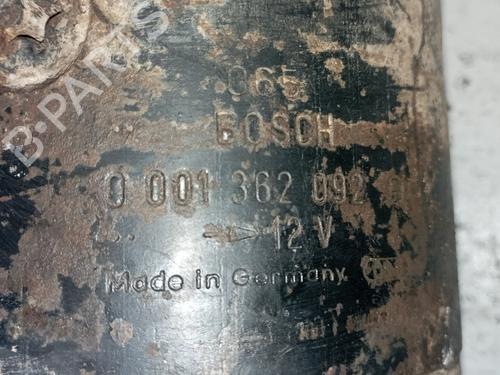 B-PARTS
065
BOSCH
0 001 362 092
12 V
Made in Germany